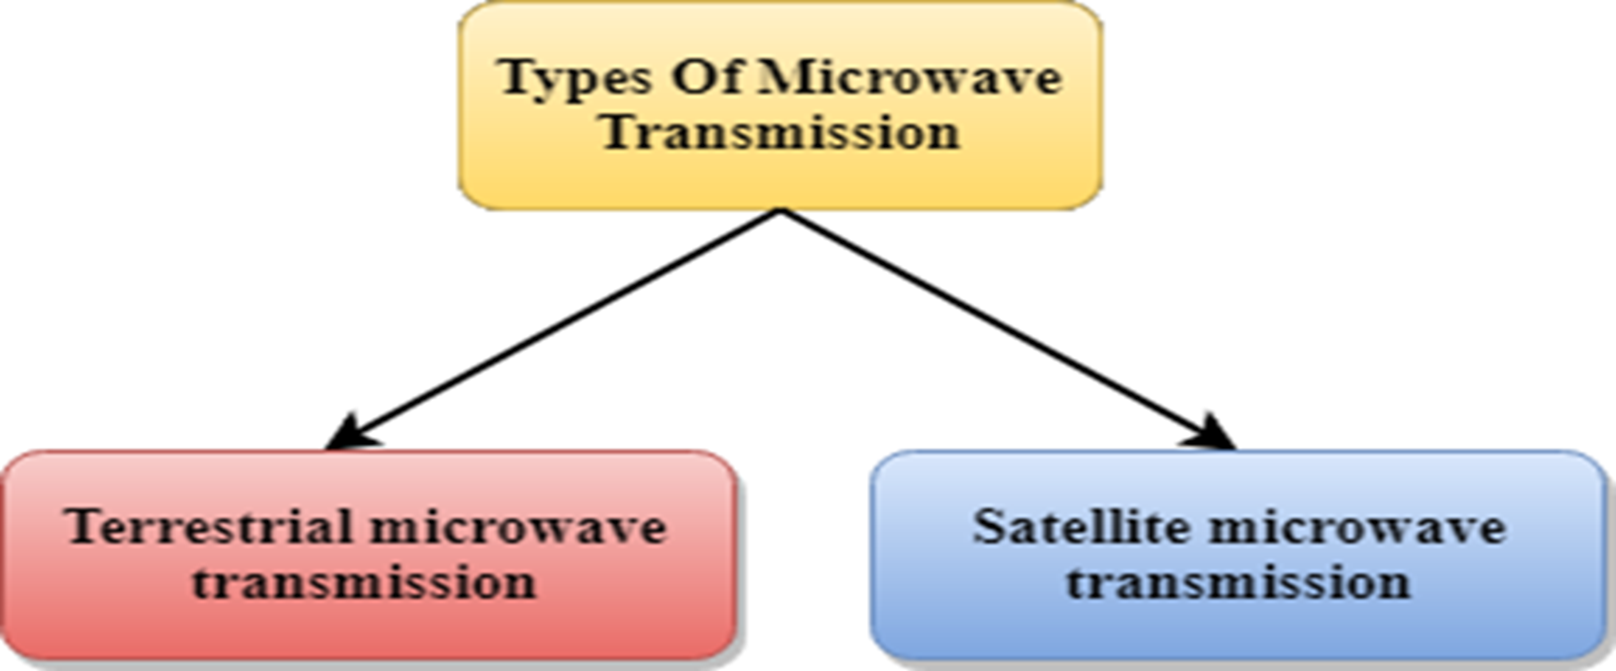 Types Of Microwave
Transmission
Terrestrial microwave
transmission
Satellite microwave
transmission